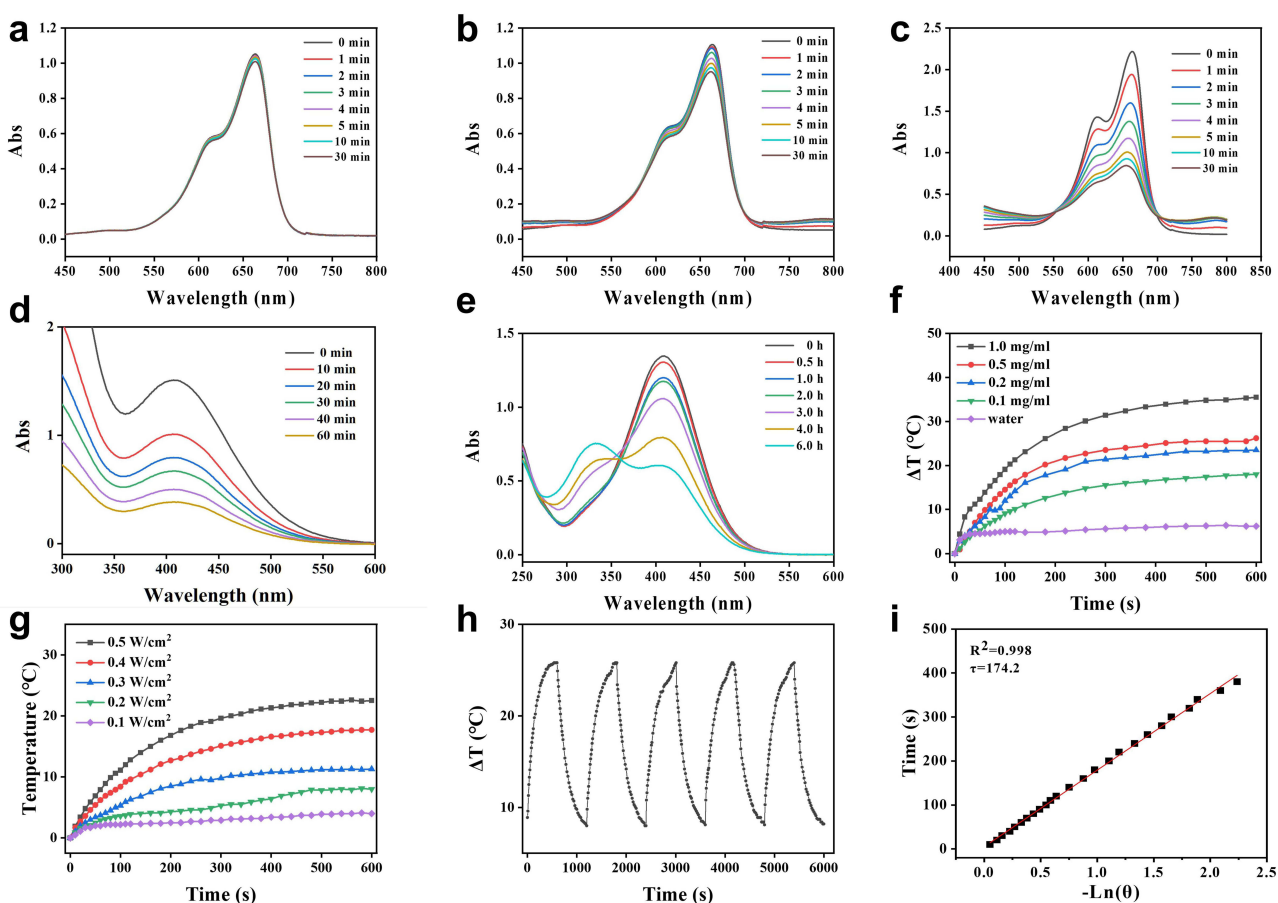 a
1.2
1.0
0.8
0.6
0.4
0.2
0.0
Abs
0 min
1 min
2 min
3 min
4 min
5 min
10 min
30 min
450 500 550 600 650 700 750 800
Wavelength (nm)
b
1.2
1.0
0.8
0.6
0.4
0.2
0.0
Abs
0 min
1 min
2 min
3 min
4 min
5 min
10 min
30 min
450 500 550 600 650 700 750 800
Wavelength (nm)
c
2.5
2.0
1.5
1.0
0.5
0.0
Abs
0 min
1 min
2 min
3 min
4 min
5 min
10 min
30 min
400 450 500 550 600 650 700 750 800 850
Wavelength (nm)
d
2
1
0
Abs
0 min
10 min
20 min
30 min
40 min
60 min
300 350 400 450 500 550 600
Wavelength (nm)
e
1.5
1.0
0.5
0.0
Abs
0 h
0.5 h
1.0 h
2.0 h
3.0 h
4.0 h
6.0 h
250 300 350 400 450 500 550 600
Wavelength (nm)
f
50
40
30
20
10
0
ΔT (°C)
1.0 mg/ml
0.5 mg/ml
0.2 mg/ml
0.1 mg/ml
water
0 100 200 300 400 500 600
Time (s)
g
30
20
10
0
Temperature (°C)
0.5 W/cm²
0.4 W/cm²
0.3 W/cm²
0.2 W/cm²
0.1 W/cm²
0 100 200 300 400 500 600
Time (s)
h
30
20
10
ΔT (°C)
0 1000 2000 3000 4000 5000 6000
Time (s)
i
500
400
300
200
100
0
Time (s)
R²=0.998
τ=174.2
0.0 0.5 1.0 1.5 2.0 2.5
-Ln(θ)